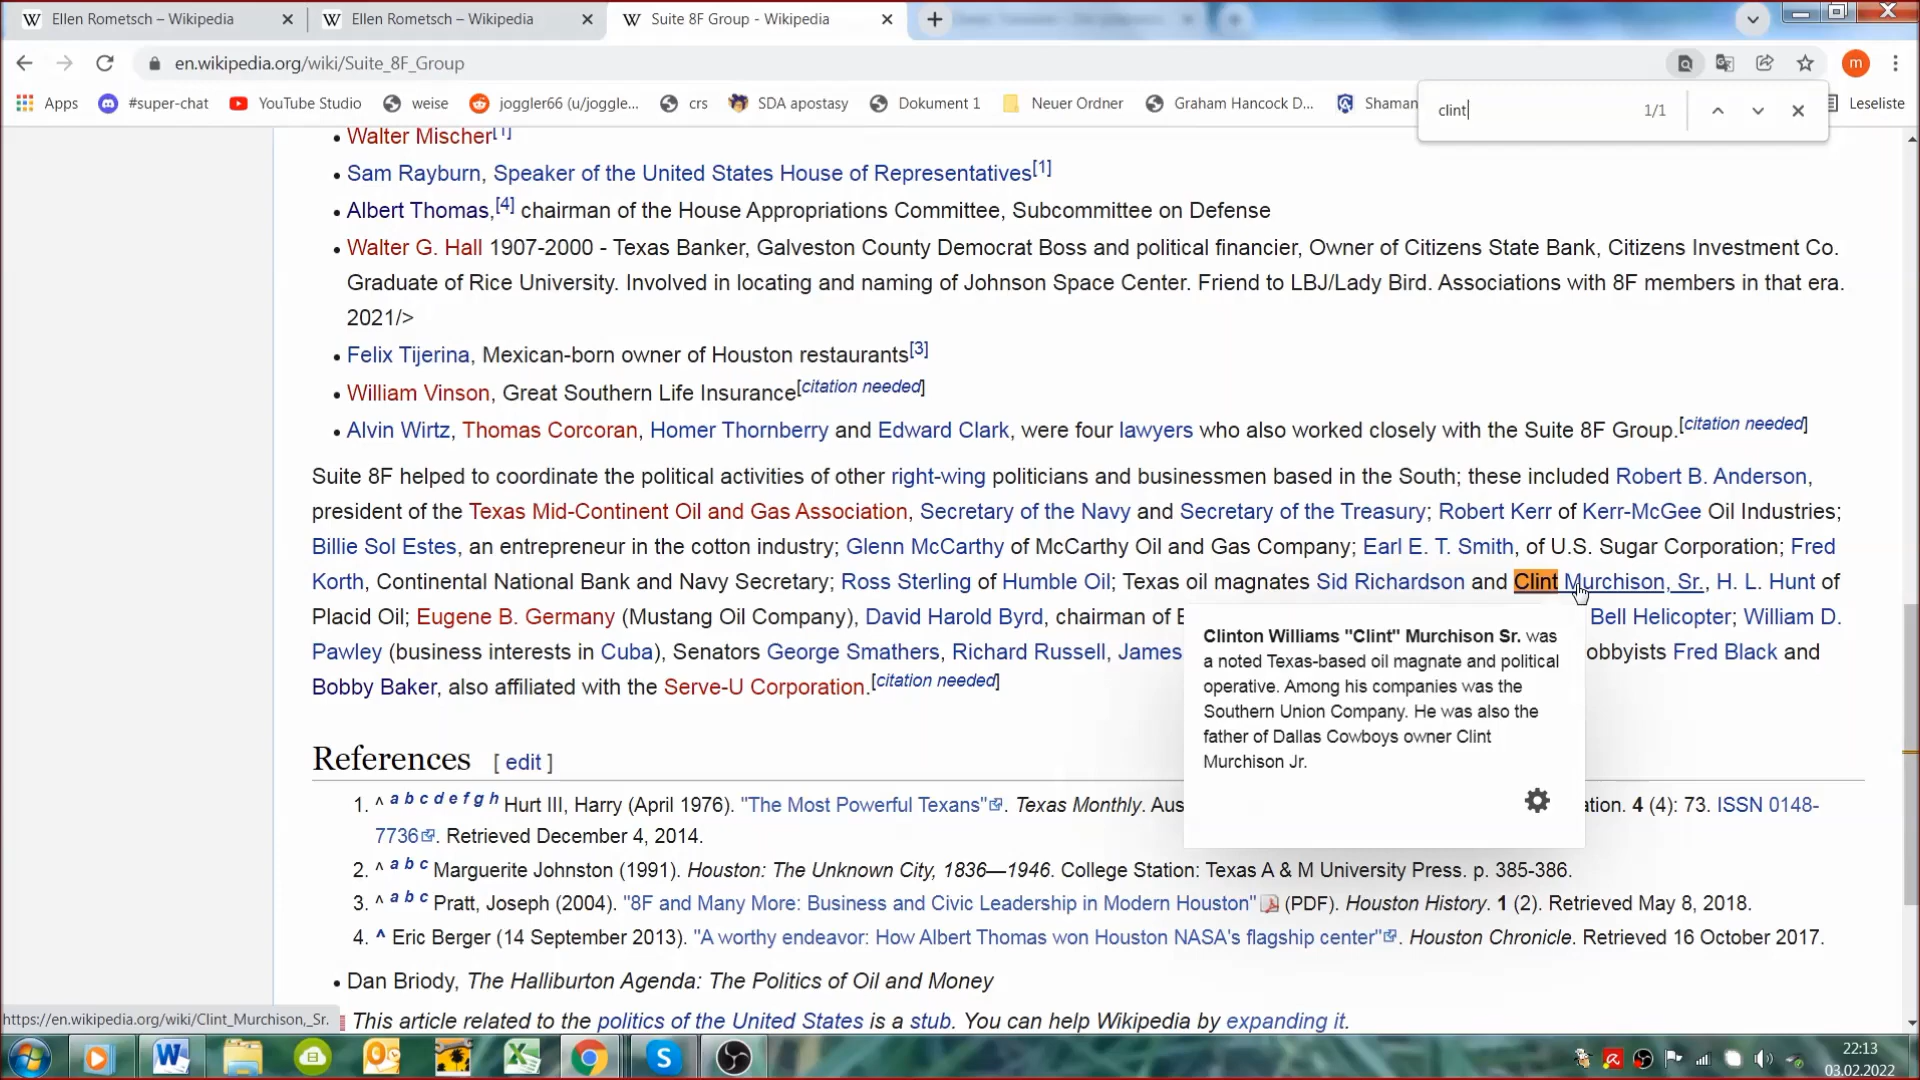 Ellen Rometsch – Wikipedia
Ellen Rometsch – Wikipedia
Suite 8F Group - Wikipedia
en.wikipedia.org/wiki/Suite_8F_Group
m
Apps
#super-chat
YouTube Studio
weise
joggler66 (u/joggle...
crs
SDA apostasy
Dokument 1
Neuer Ordner
Graham Hancock D...
Shaman
Leseliste
clint
1/1
• Walter Mischer[1]
• Sam Rayburn, Speaker of the United States House of Representatives[1]
• Albert Thomas,[4] chairman of the House Appropriations Committee, Subcommittee on Defense
• Walter G. Hall 1907-2000 - Texas Banker, Galveston County Democrat Boss and political financier, Owner of Citizens State Bank, Citizens Investment Co.
Graduate of Rice University. Involved in locating and naming of Johnson Space Center. Friend to LBJ/Lady Bird. Associations with 8F members in that era.
2021/>
• Felix Tijerina, Mexican-born owner of Houston restaurants[3]
• William Vinson, Great Southern Life Insurance[citation needed]
• Alvin Wirtz, Thomas Corcoran, Homer Thornberry and Edward Clark, were four lawyers who also worked closely with the Suite 8F Group.[citation needed]
Suite 8F helped to coordinate the political activities of other right-wing politicians and businessmen based in the South; these included Robert B. Anderson,
president of the Texas Mid-Continent Oil and Gas Association, Secretary of the Navy and Secretary of the Treasury; Robert Kerr of Kerr-McGee Oil Industries;
Billie Sol Estes, an entrepreneur in the cotton industry; Glenn McCarthy of McCarthy Oil and Gas Company; Earl E. T. Smith, of U.S. Sugar Corporation; Fred
Korth, Continental National Bank and Navy Secretary; Ross Sterling of Humble Oil; Texas oil magnates Sid Richardson and Clint Murchison, Sr., H. L. Hunt of
Placid Oil; Eugene B. Germany (Mustang Oil Company), David Harold Byrd, chairman of Bell Helicopter; William D.
Pawley (business interests in Cuba), Senators George Smathers, Richard Russell, James obbyists Fred Black and
Bobby Baker, also affiliated with the Serve-U Corporation.[citation needed]
Clinton Williams "Clint" Murchison Sr. was
a noted Texas-based oil magnate and political
operative. Among his companies was the
Southern Union Company. He was also the
father of Dallas Cowboys owner Clint
Murchison Jr.
References [ edit ]
1. ^ a b c d e f g h Hurt III, Harry (April 1976). "The Most Powerful Texans". Texas Monthly. Aus ation. 4 (4): 73. ISSN 0148-
7736. Retrieved December 4, 2014.
2. ^ a b c Marguerite Johnston (1991). Houston: The Unknown City, 1836—1946. College Station: Texas A & M University Press. p. 385-386.
3. ^ a b c Pratt, Joseph (2004). "8F and Many More: Business and Civic Leadership in Modern Houston" (PDF). Houston History. 1 (2). Retrieved May 8, 2018.
4. ^ Eric Berger (14 September 2013). "A worthy endeavor: How Albert Thomas won Houston NASA's flagship center". Houston Chronicle. Retrieved 16 October 2017.
• Dan Briody, The Halliburton Agenda: The Politics of Oil and Money
This article related to the politics of the United States is a stub. You can help Wikipedia by expanding it.
https://en.wikipedia.org/wiki/Clint_Murchison,_Sr.
22:13
03.02.2022